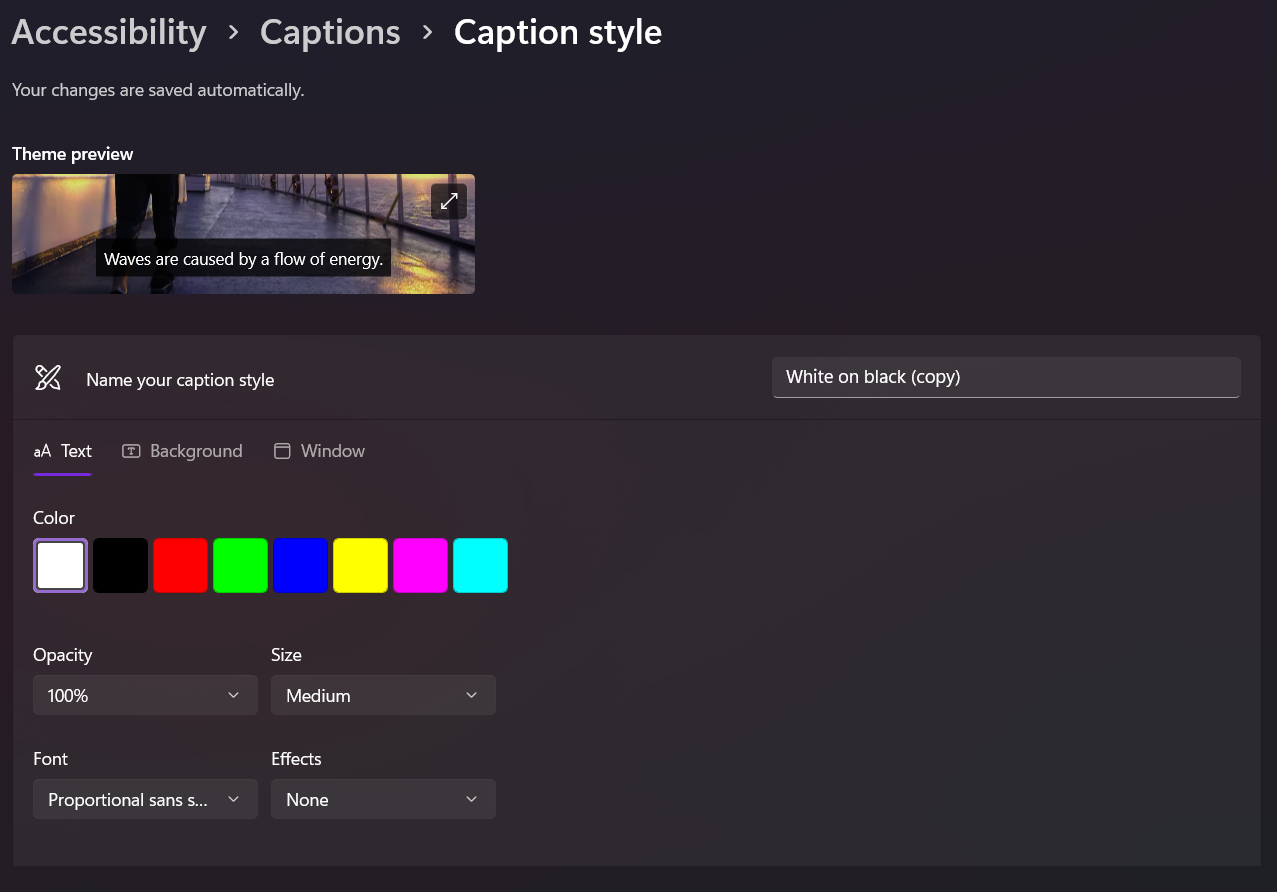 Accessibility > Captions > Caption style
Your changes are saved automatically.
Theme preview
Waves are caused by a flow of energy.
Name your caption style
White on black (copy)
aA Text
T Background
Window
Color
Opacity
Size
100%
Medium
Font
Effects
Proportional sans s...
None